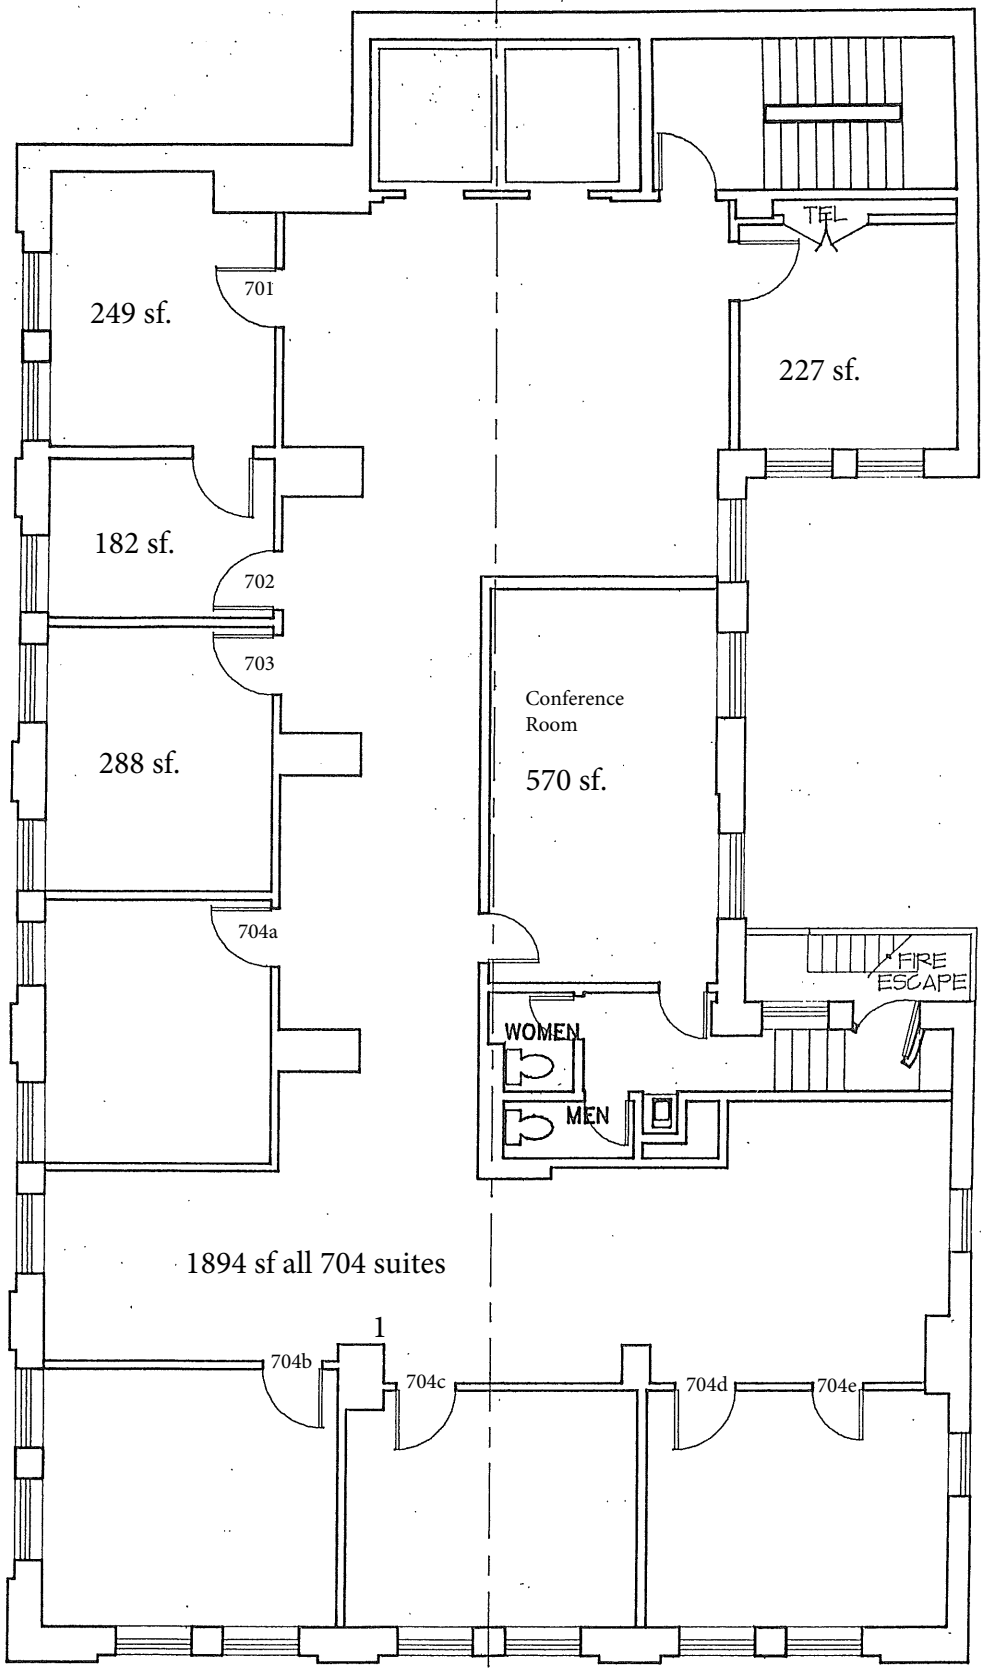 TEL
701
249 sf.
227 sf.
182 sf.
702
703
Conference
Room
288 sf.
570 sf.
704a
FIRE
ESCAPE
WOMEN
MEN
1894 sf all 704 suites
1
704b
704c
704d
704e